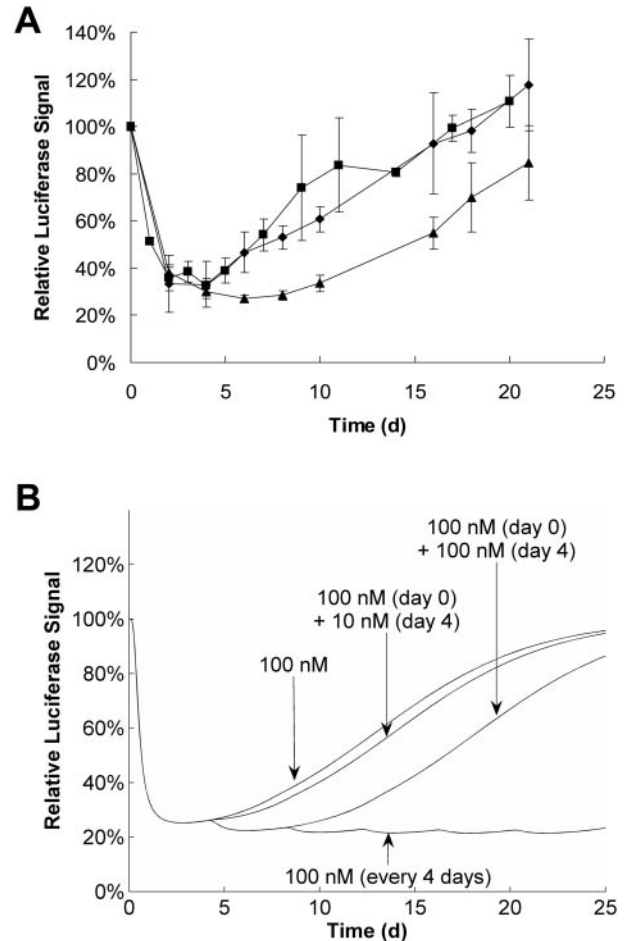 A
Relative Luciferase Signal
140%
120%
100%
80%
60%
40%
20%
0%
0 5 10 15 20 25
Time (d)
B
Relative Luciferase Signal
120%
100%
80%
60%
40%
20%
0%
100 nM (day 0)
+ 100 nM (day 4)
100 nM (day 0)
+ 10 nM (day 4)
100 nM
100 nM (every 4 days)
0 5 10 15 20 25
Time (d)